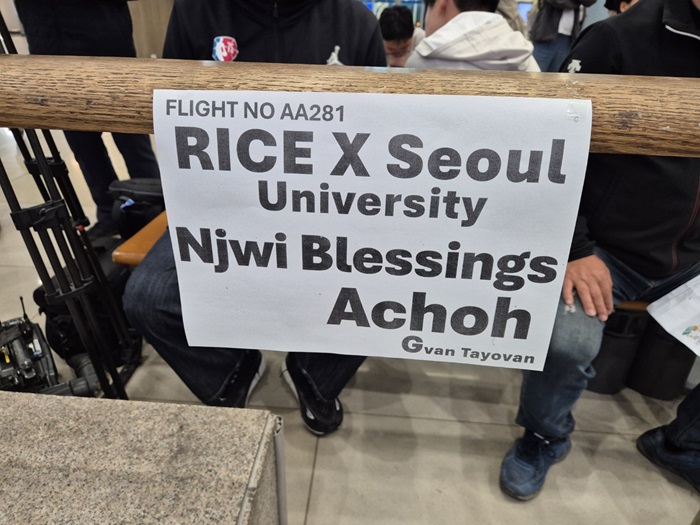 FLIGHT NO AA281
RICE X Seoul
University
Njwi Blessings
Achoh
Gvan Tayovan